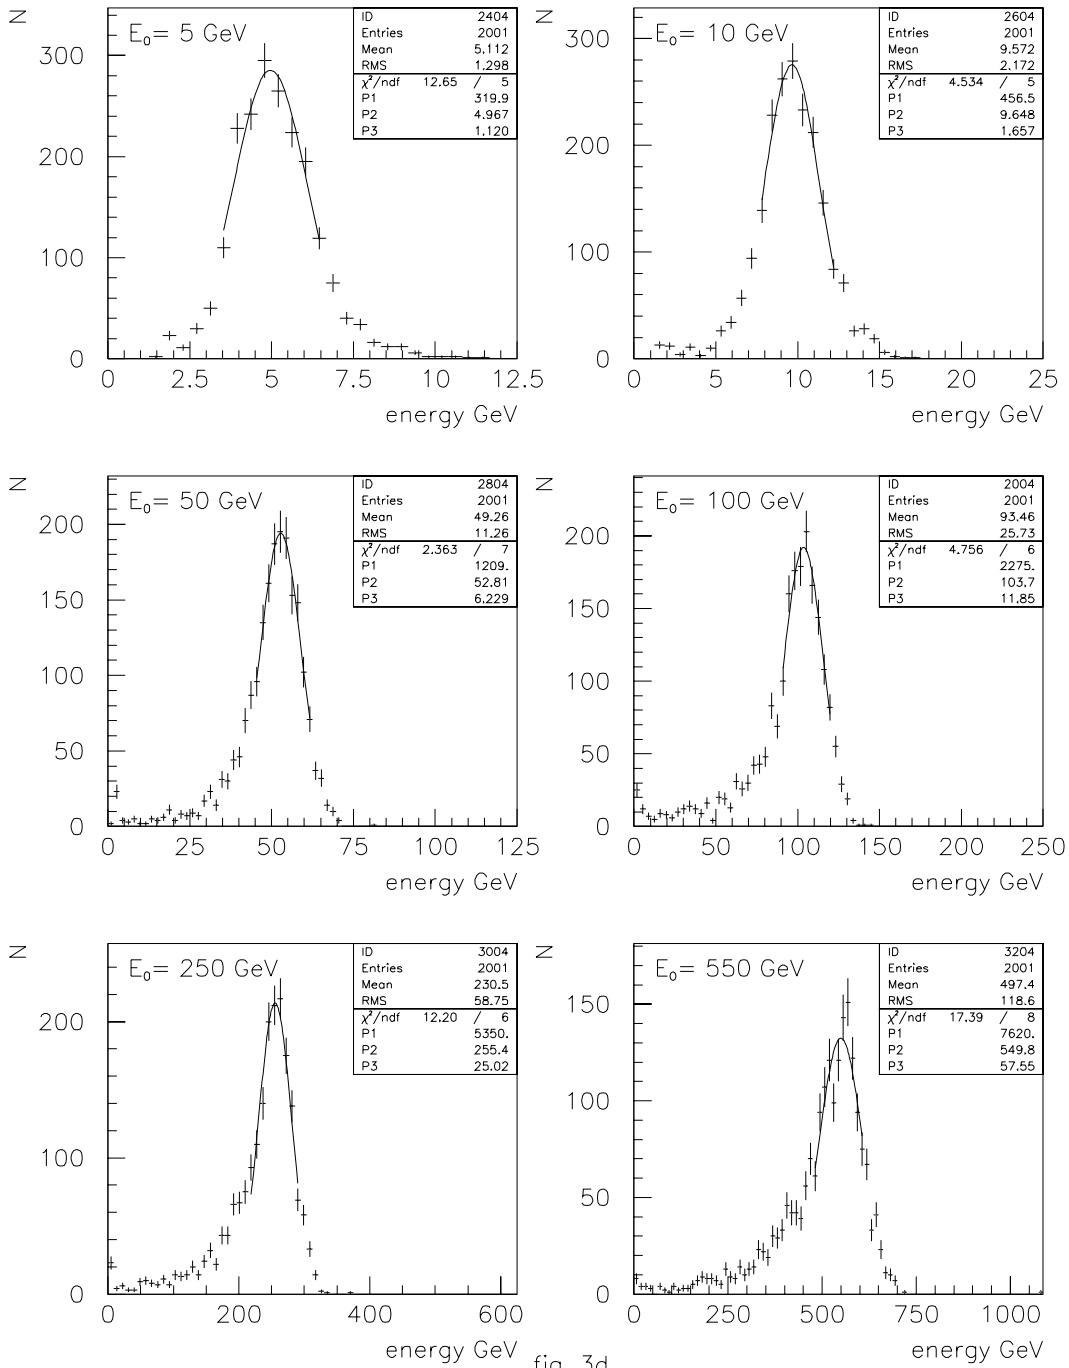 N
E₀= 5 GeV
ID 2404
Entries 2001
Mean 5.112
RMS 1.298
χ²/ndf 12.65 / 5
P1 319.9
P2 4.967
P3 1.120
300
200
100
0
0 2.5 5 7.5 10 12.5
energy GeV
N
E₀= 10 GeV
ID 2604
Entries 2001
Mean 9.572
RMS 2.172
χ²/ndf 4.534 / 5
P1 456.5
P2 9.648
P3 1.657
300
200
100
0
0 5 10 15 20 25
energy GeV
N
E₀= 50 GeV
ID 2804
Entries 2001
Mean 49.26
RMS 11.26
χ²/ndf 2.363 / 7
P1 1209.
P2 52.81
P3 6.229
200
150
100
50
0
0 25 50 75 100 125
energy GeV
N
E₀= 100 GeV
ID 2004
Entries 2001
Mean 93.46
RMS 25.73
χ²/ndf 4.756 / 6
P1 2275.
P2 103.7
P3 11.85
200
150
100
50
0
0 50 100 150 200 250
energy GeV
N
E₀= 250 GeV
ID 3004
Entries 2001
Mean 230.5
RMS 58.75
χ²/ndf 12.20 / 6
P1 5350.
P2 255.4
P3 25.02
200
100
0
0 200 400 600
energy GeV
N
E₀= 550 GeV
ID 3204
Entries 2001
Mean 497.4
RMS 118.6
χ²/ndf 17.39 / 8
P1 7620.
P2 549.8
P3 57.55
150
100
50
0
0 250 500 750 1000
energy GeV
fig. 3d